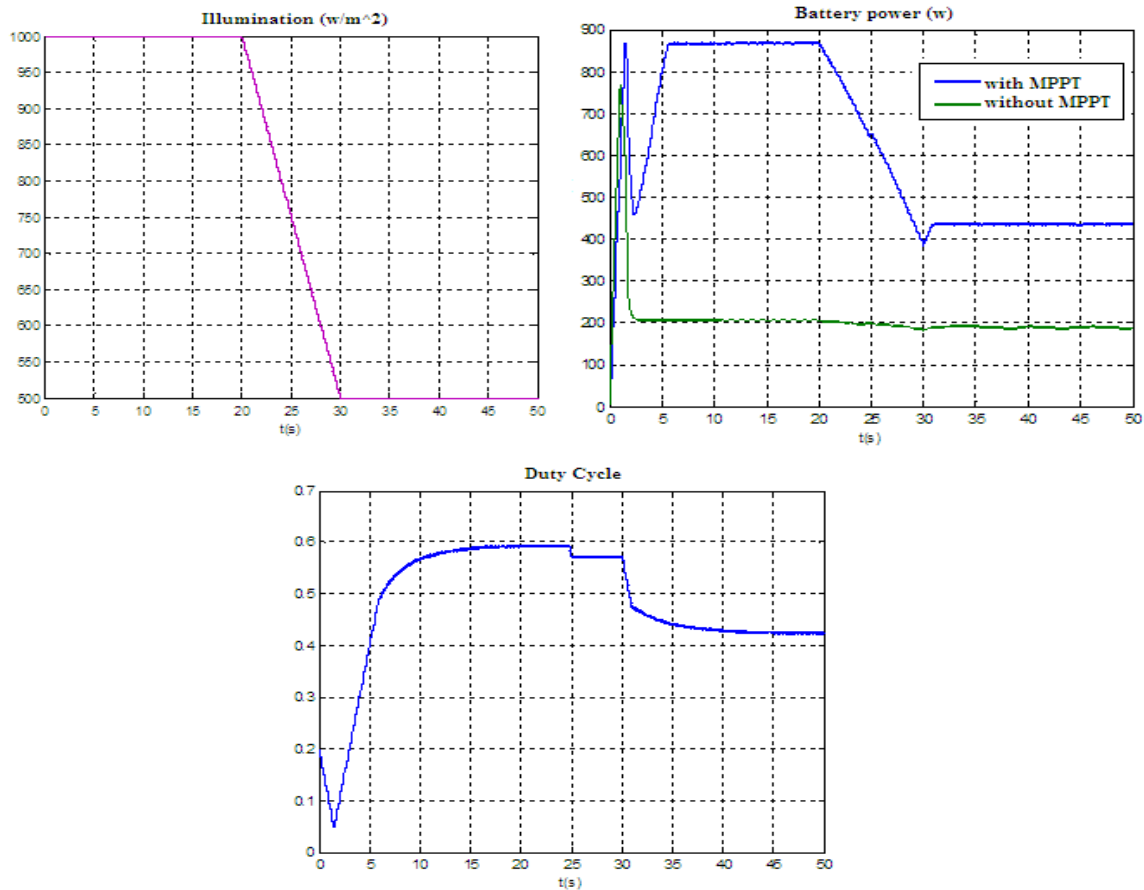 Illumination (w/m^2)
1000
950
900
850
800
750
700
650
600
550
500
0 5 10 15 20 25 30 35 40 45 50
t(s)
Battery power (w)
900
800
700
600
500
400
300
200
100
0
with MPPT
without MPPT
0 5 10 15 20 25 30 35 40 45 50
t(s)
Duty Cycle
0.7
0.6
0.5
0.4
0.3
0.2
0.1
0
0 5 10 15 20 25 30 35 40 45 50
t(s)